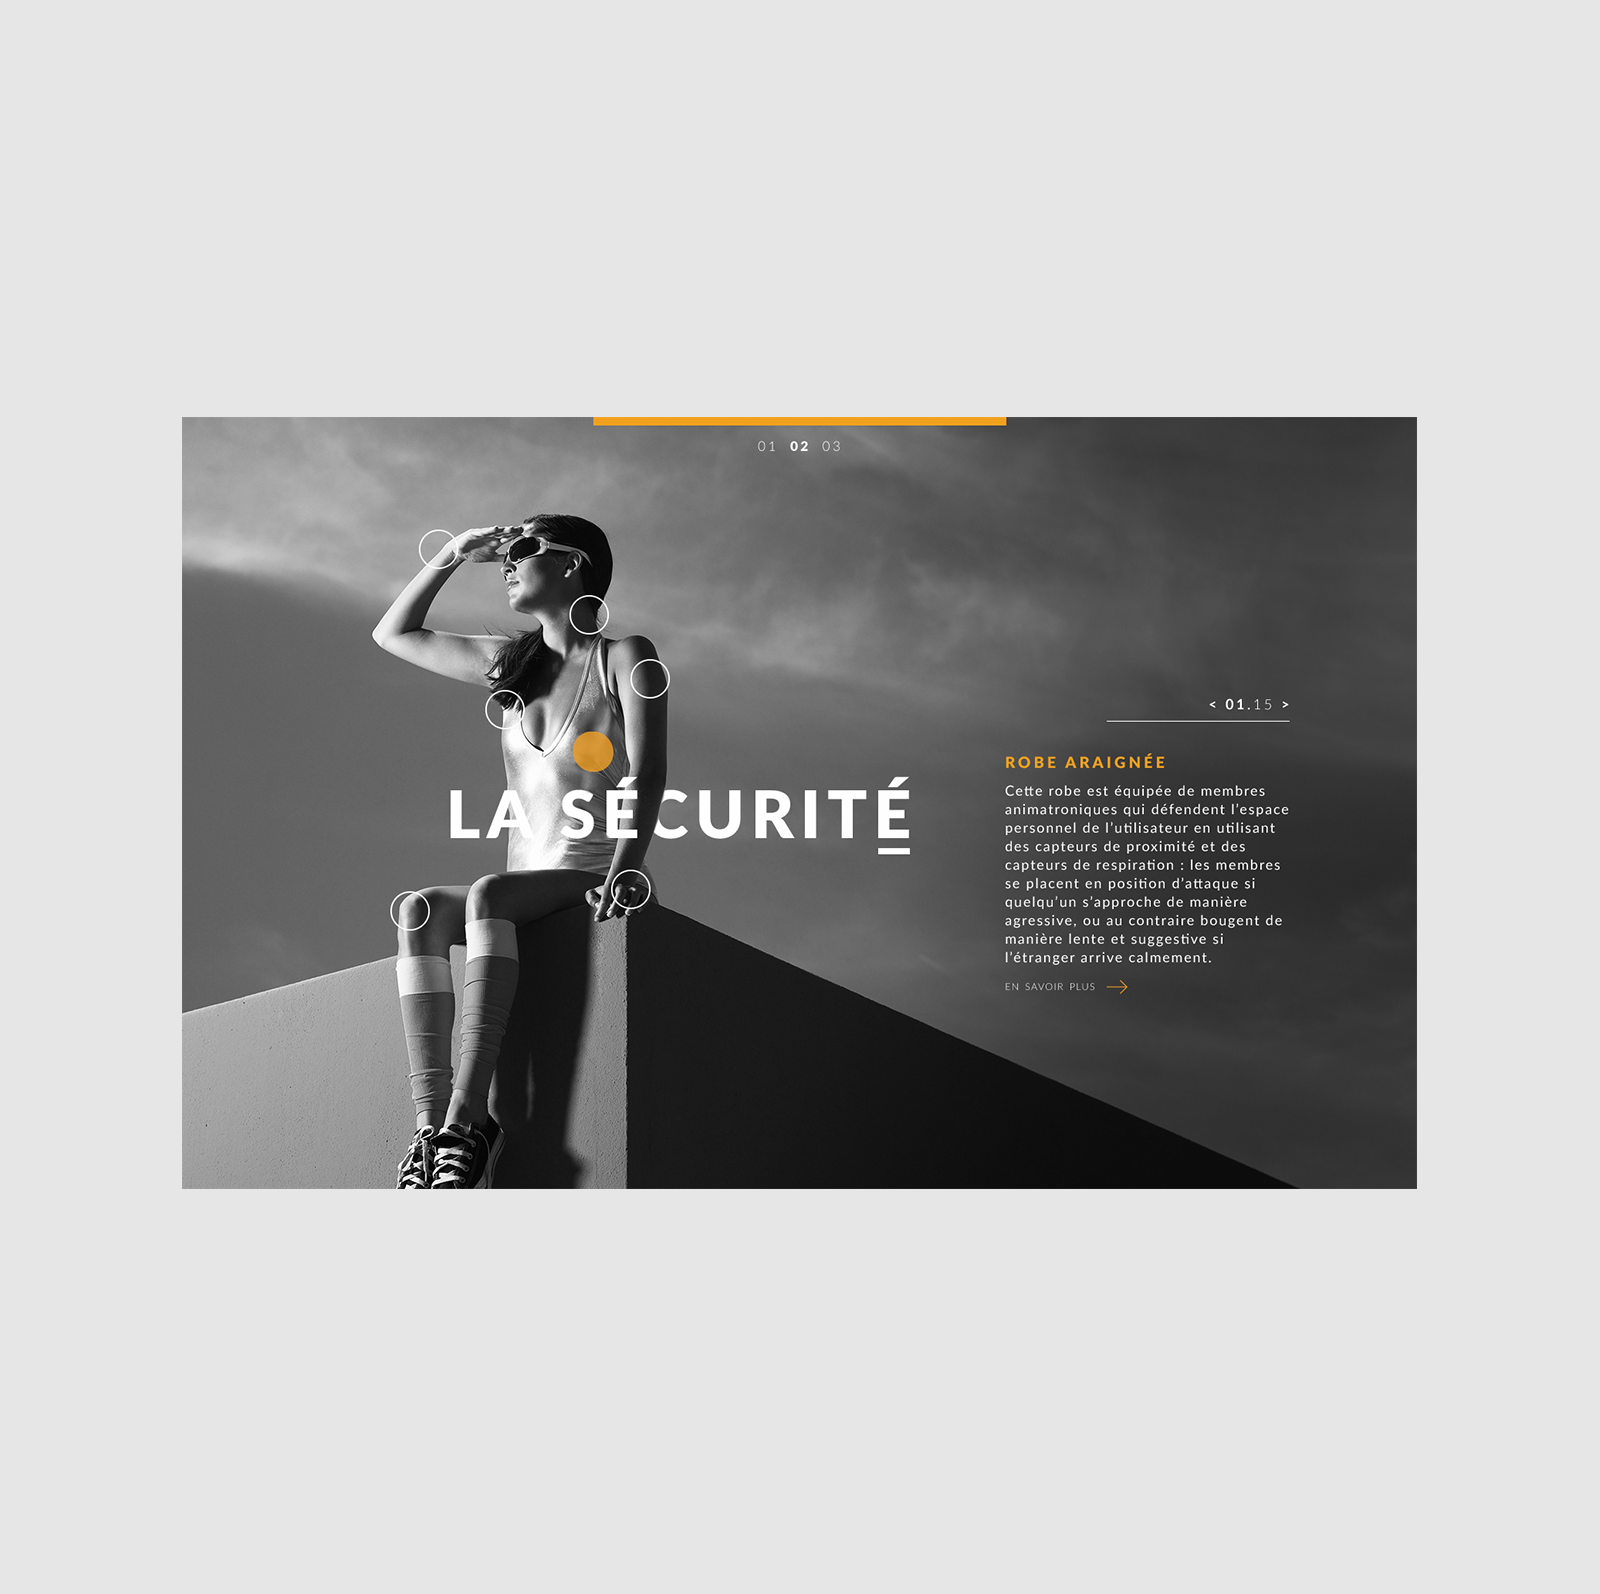 01 02 03
< 01.15 >
LA SÉCURITÉ
ROBE ARAIGNÉE
Cette robe est équipée de membres
animatroniques qui défendent l'espace
personnel de l'utilisateur en utilisant
des capteurs de proximité et des
capteurs de respiration : les membres
se placent en position d'attaque si
quelqu'un s'approche de manière
agressive, ou au contraire bougent de
manière lente et suggestive si
l'étranger arrive calmement.
EN SAVOIR PLUS